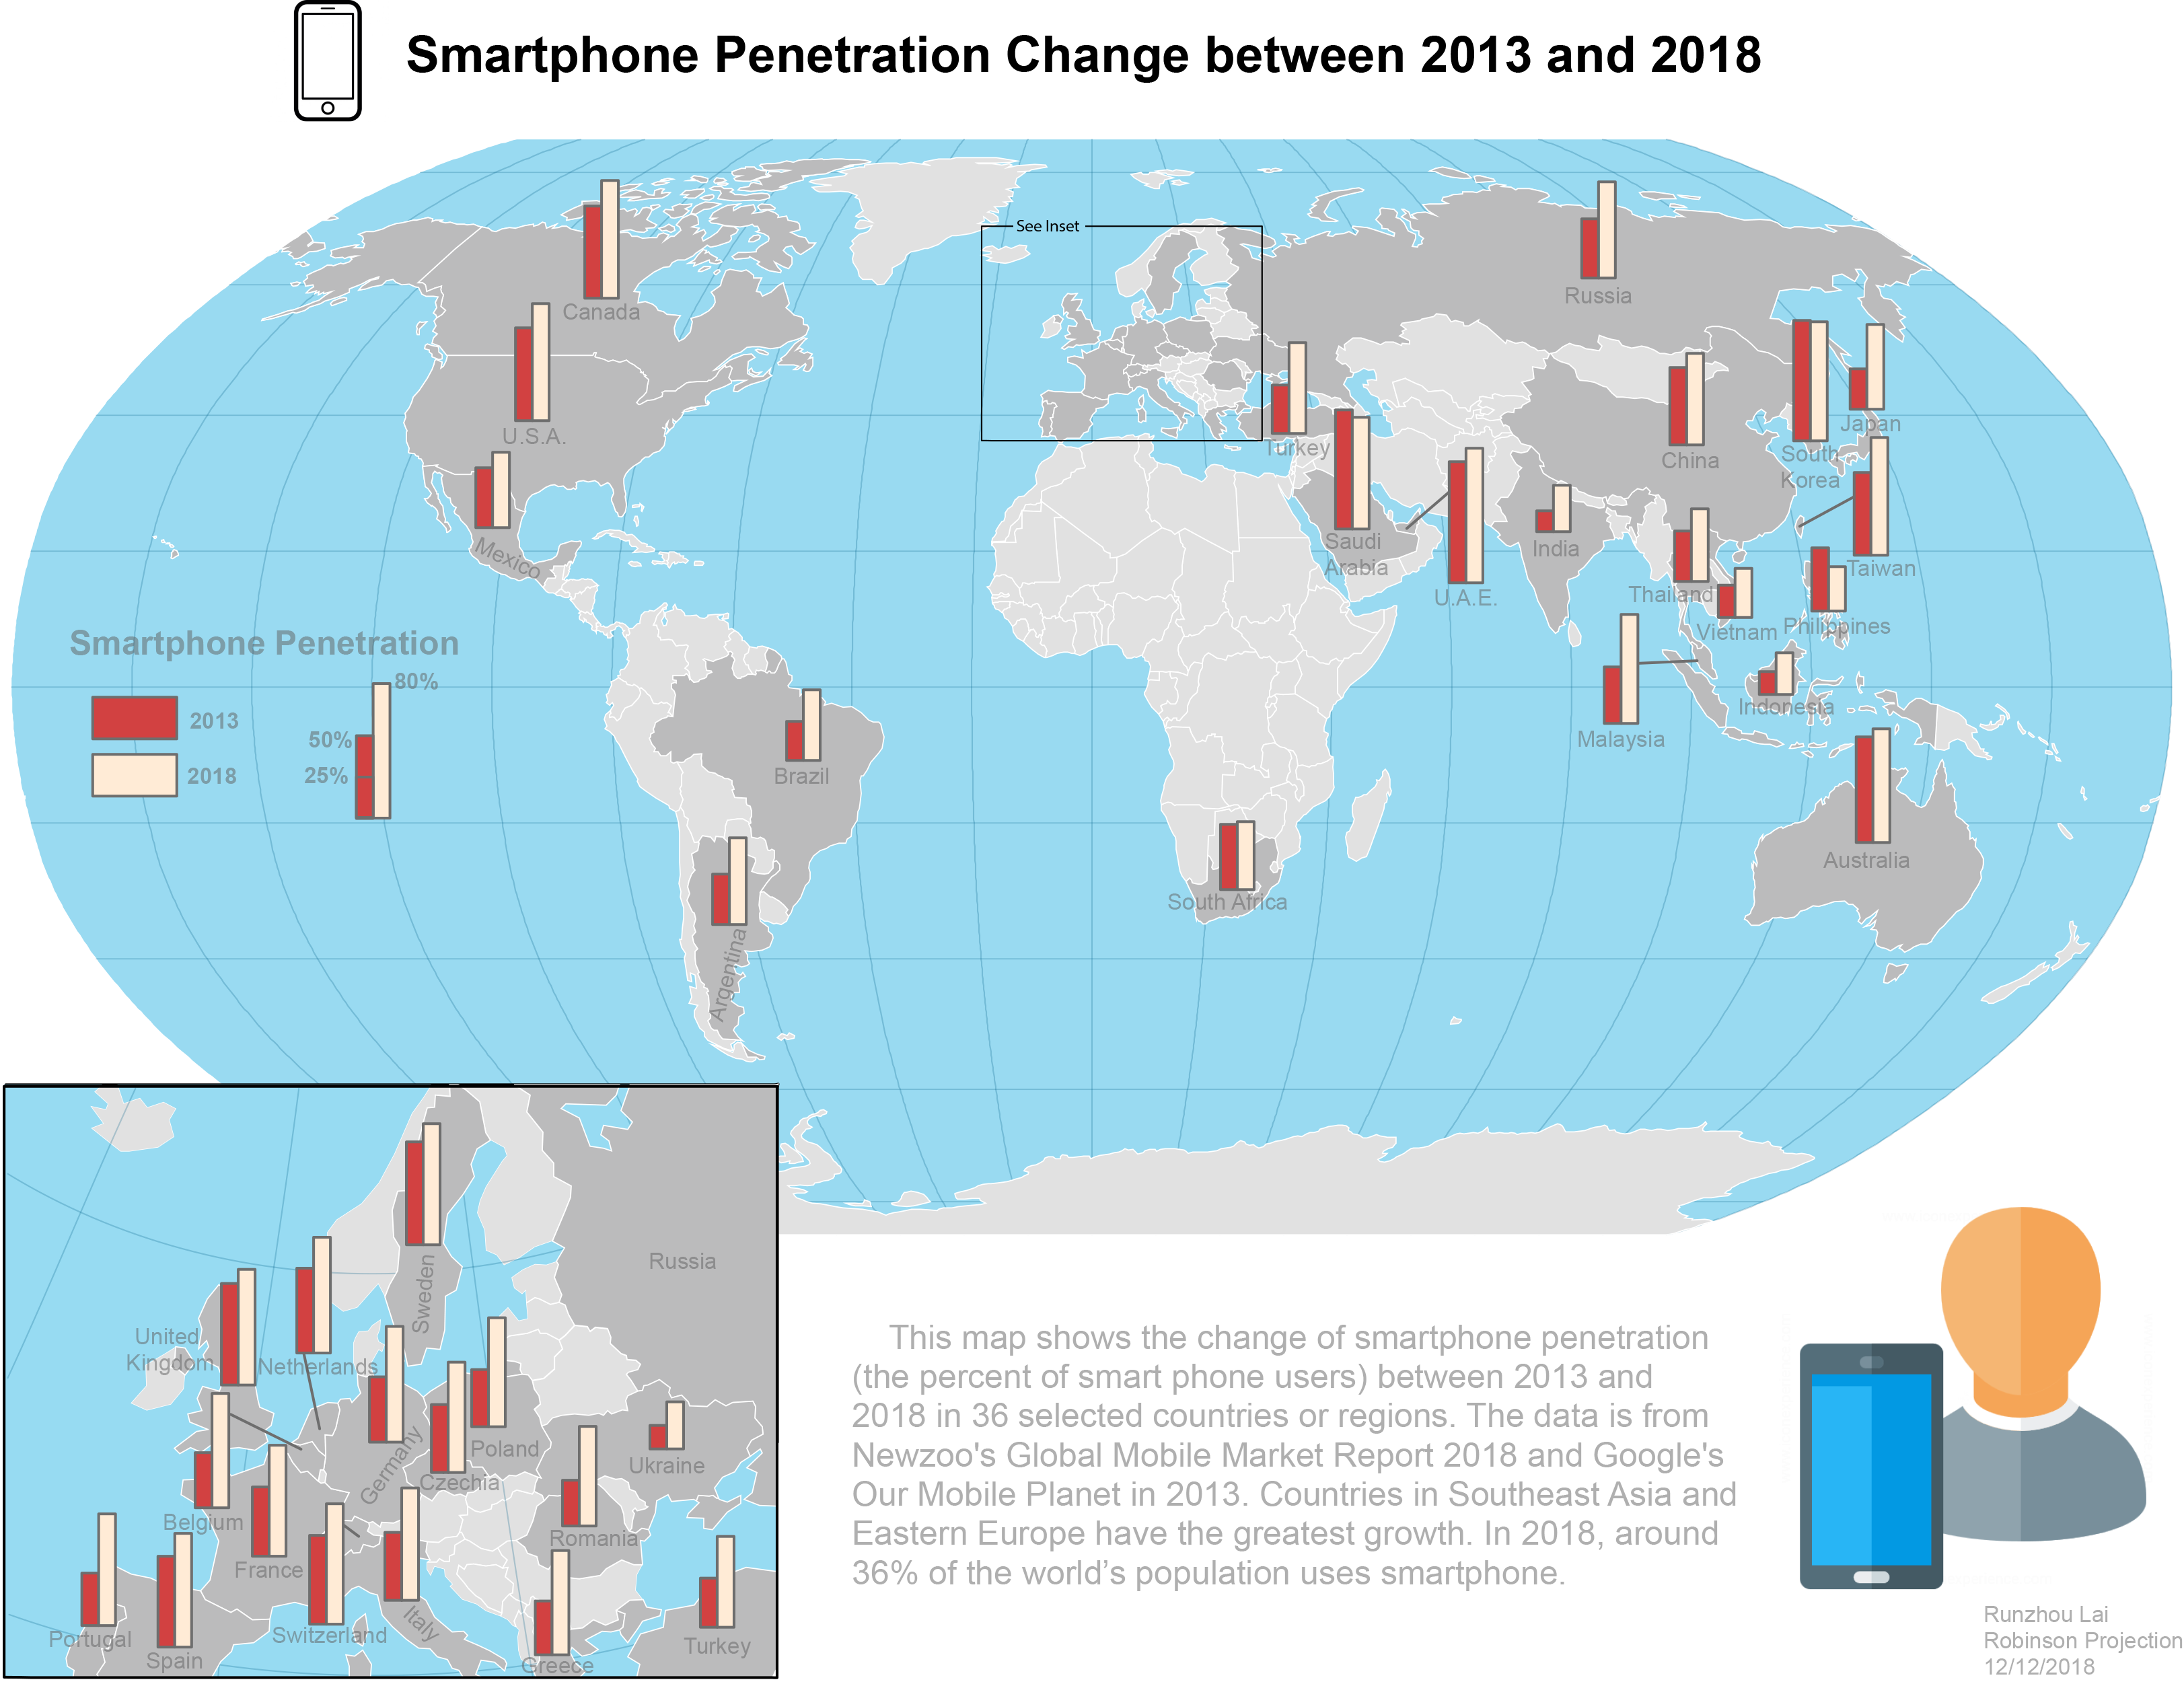 Smartphone Penetration Change between 2013 and 2018
See Inset
Canada
Russia
U.S.A.
Turkey
China
South
Korea
Japan
Mexico
Saudi
Arabia
U.A.E.
India
Thailand
Taiwan
Vietnam
Philippines
Smartphone Penetration
80%
2013
50%
2018
25%
Malaysia
Indonesia
Brazil
Australia
South Africa
Argentina
Russia
Sweden
United
Kingdom
Netherlands
Germany
Poland
Czechia
Ukraine
Belgium
Romania
France
Switzerland
Italy
Portugal
Spain
Greece
Turkey
This map shows the change of smartphone penetration
(the percent of smart phone users) between 2013 and
2018 in 36 selected countries or regions. The data is from
Newzoo's Global Mobile Market Report 2018 and Google's
Our Mobile Planet in 2013. Countries in Southeast Asia and
Eastern Europe have the greatest growth. In 2018, around
36% of the world’s population uses smartphone.
Runzhou Lai
Robinson Projection
12/12/2018